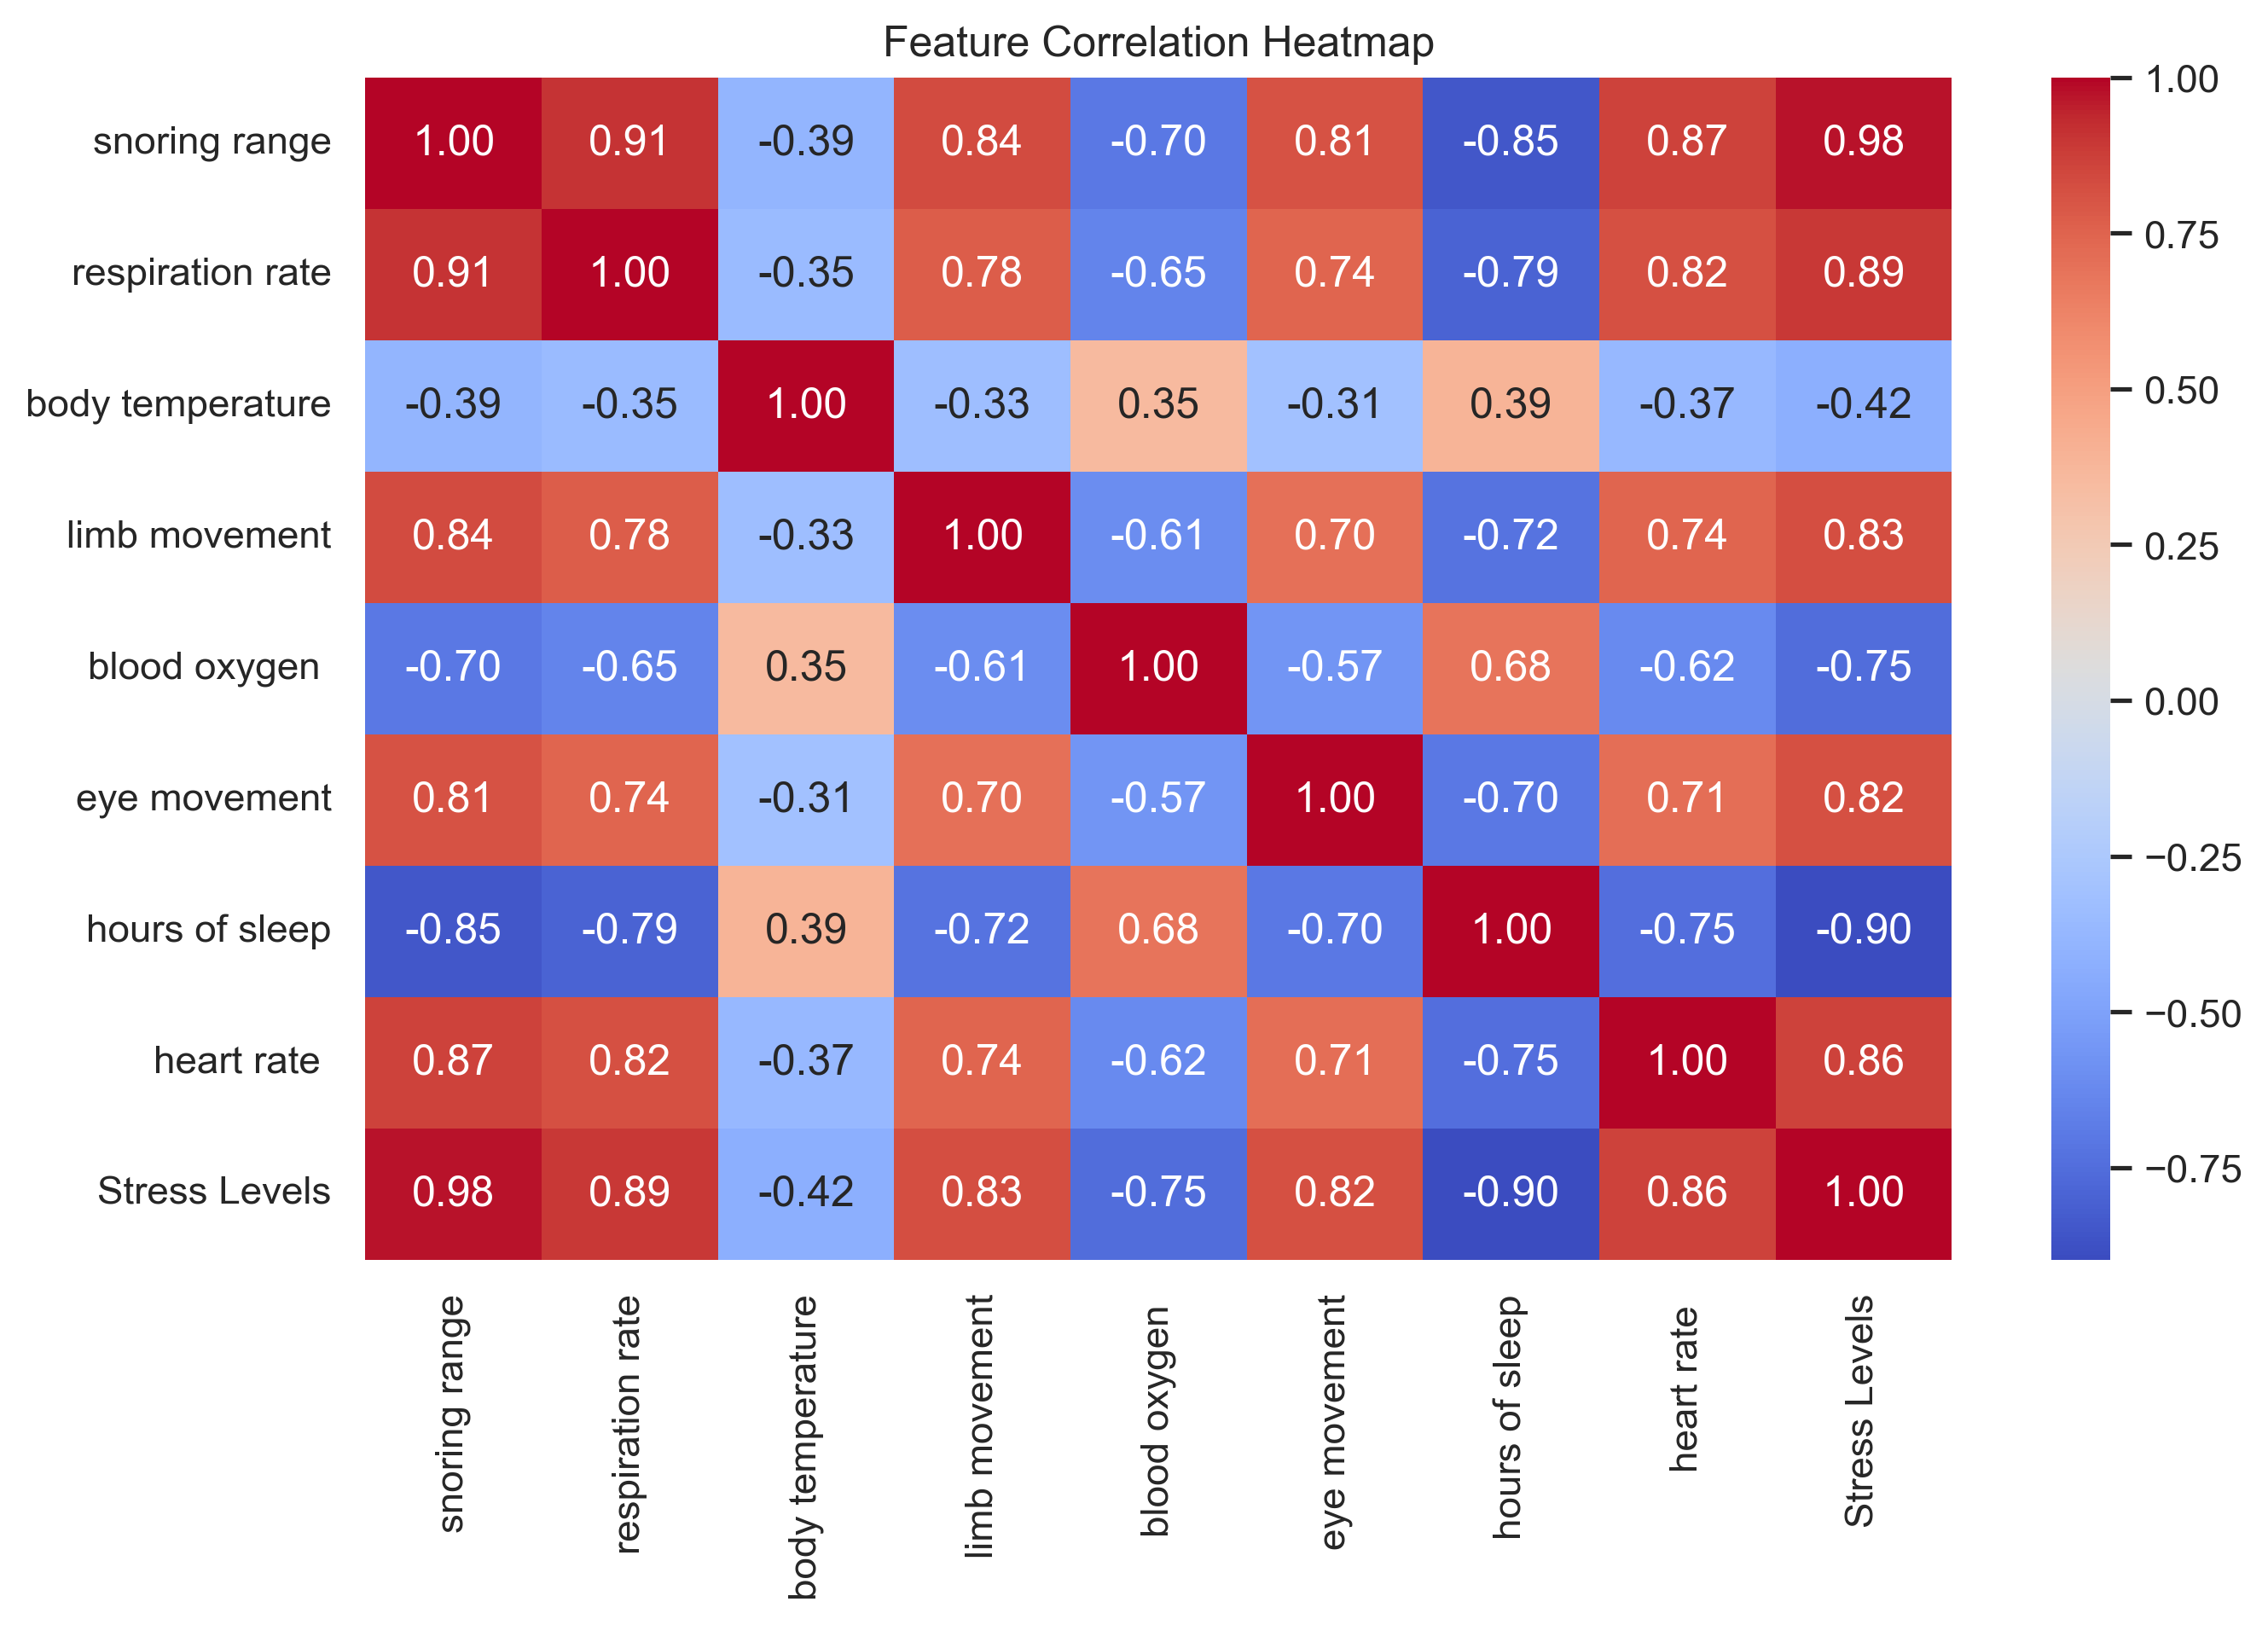 Feature Correlation Heatmap
snoring range 1.00 0.91 -0.39 0.84 -0.70 0.81 -0.85 0.87 0.98
respiration rate 0.91 1.00 -0.35 0.78 -0.65 0.74 -0.79 0.82 0.89
body temperature -0.39 -0.35 1.00 -0.33 0.35 -0.31 0.39 -0.37 -0.42
limb movement 0.84 0.78 -0.33 1.00 -0.61 0.70 -0.72 0.74 0.83
blood oxygen -0.70 -0.65 0.35 -0.61 1.00 -0.57 0.68 -0.62 -0.75
eye movement 0.81 0.74 -0.31 0.70 -0.57 1.00 -0.70 0.71 0.82
hours of sleep -0.85 -0.79 0.39 -0.72 0.68 -0.70 1.00 -0.75 -0.90
heart rate 0.87 0.82 -0.37 0.74 -0.62 0.71 -0.75 1.00 0.86
Stress Levels 0.98 0.89 -0.42 0.83 -0.75 0.82 -0.90 0.86 1.00
snoring range
respiration rate
body temperature
limb movement
blood oxygen
eye movement
hours of sleep
heart rate
Stress Levels
1.00
0.75
0.50
0.25
0.00
−0.25
−0.50
−0.75